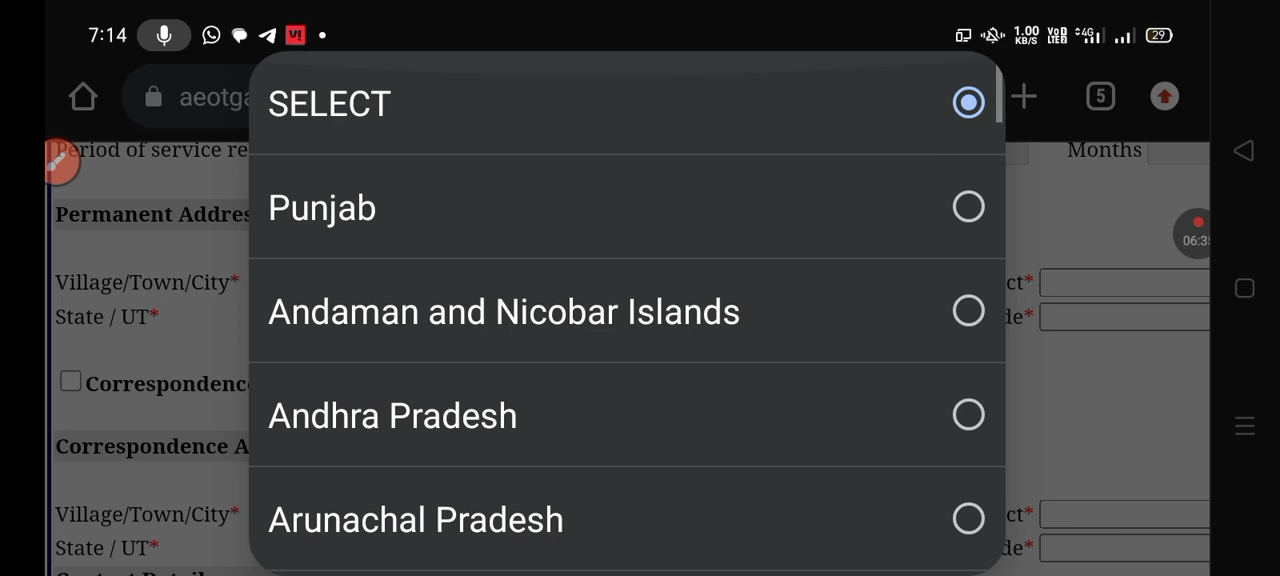 7:14
1.00 KB/S
4G
29
aeotga
5
SELECT
Punjab
Andaman and Nicobar Islands
Andhra Pradesh
Arunachal Pradesh
Period of service re
Months
Permanent Addres
Village/Town/City*
ct*
State / UT*
de*
06:3
Correspondenc
Correspondence A
Village/Town/City*
ct*
State / UT*
de*